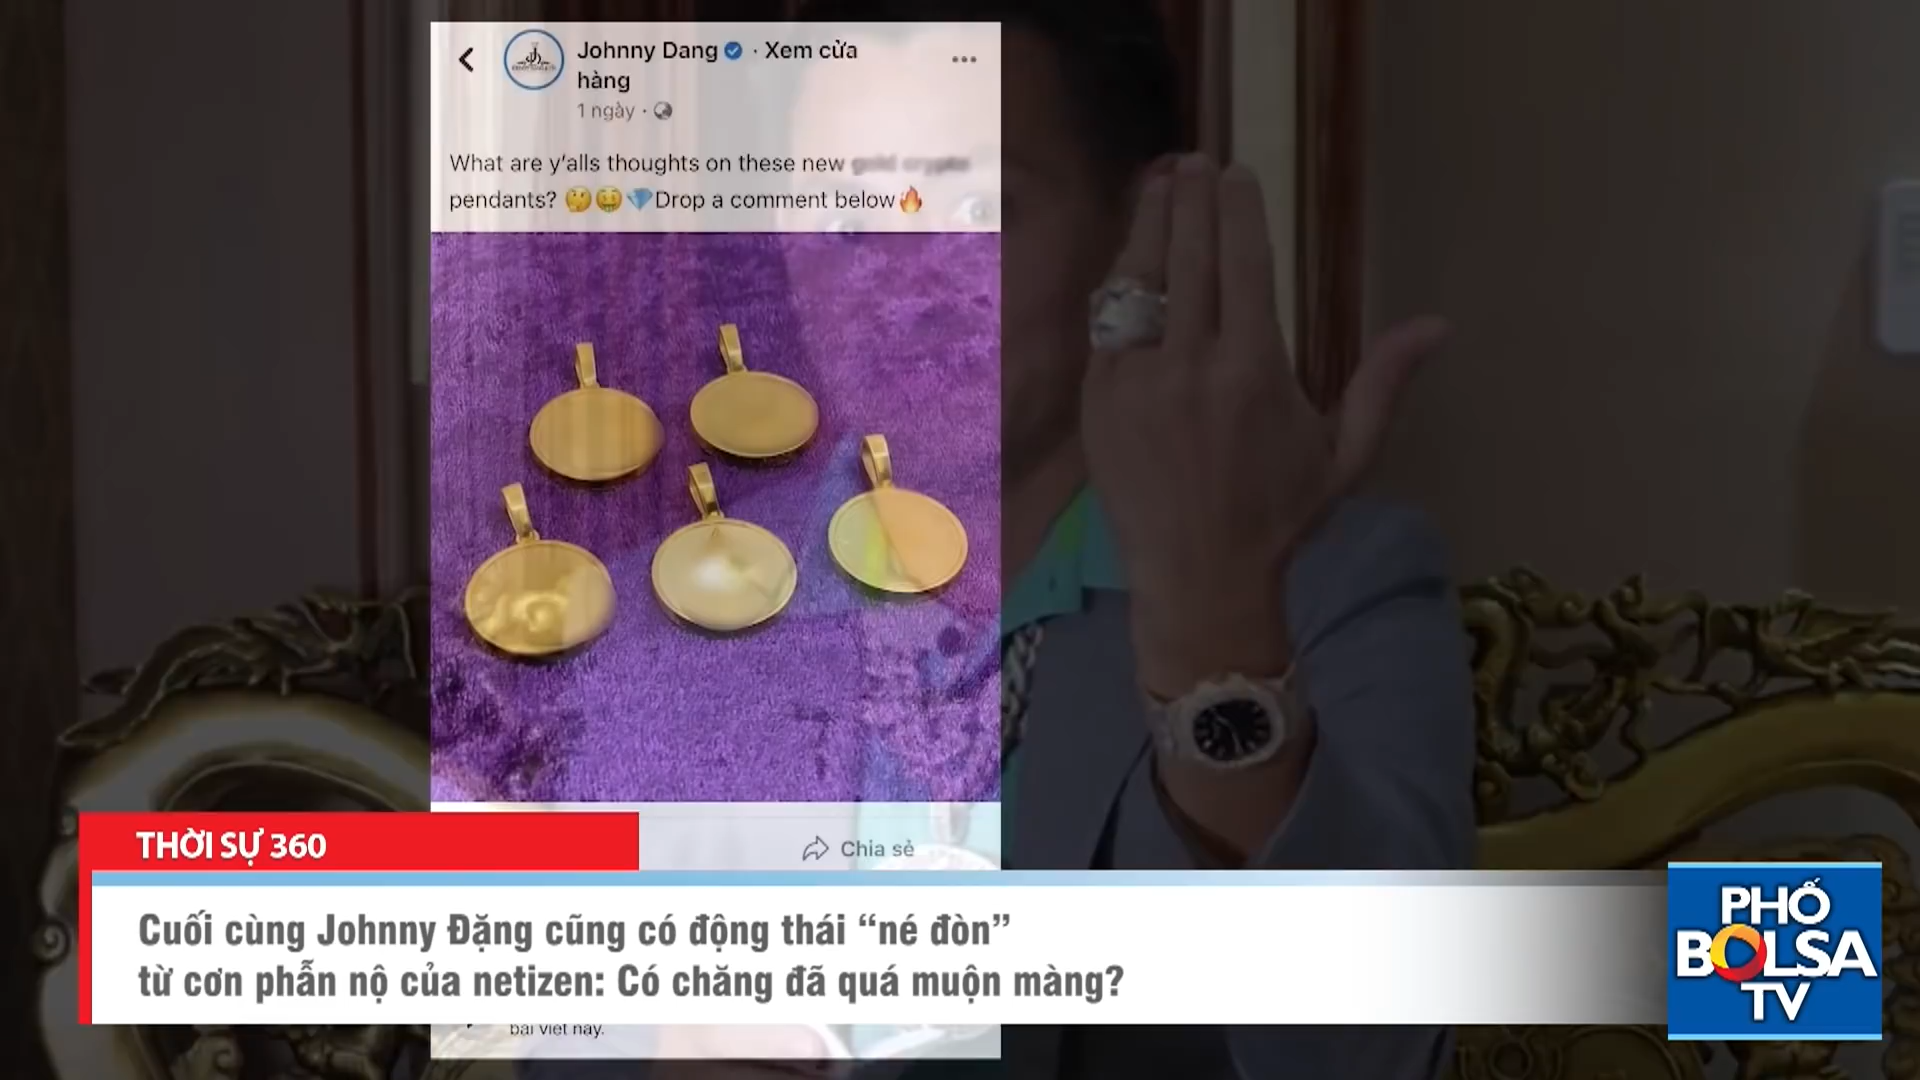 Johnny Dang · Xem cửa
hàng
1 ngày ·
What are y'alls thoughts on these new
pendants? 🤔🤑💎Drop a comment below🔥
Chia sẻ
THỜI SỰ 360
Cuối cùng Johnny Đặng cũng có động thái “né đòn”
từ cơn phẫn nộ của netizen: Có chăng đã quá muộn màng?
bài viết này.
PHỐ
BOLSA
TV